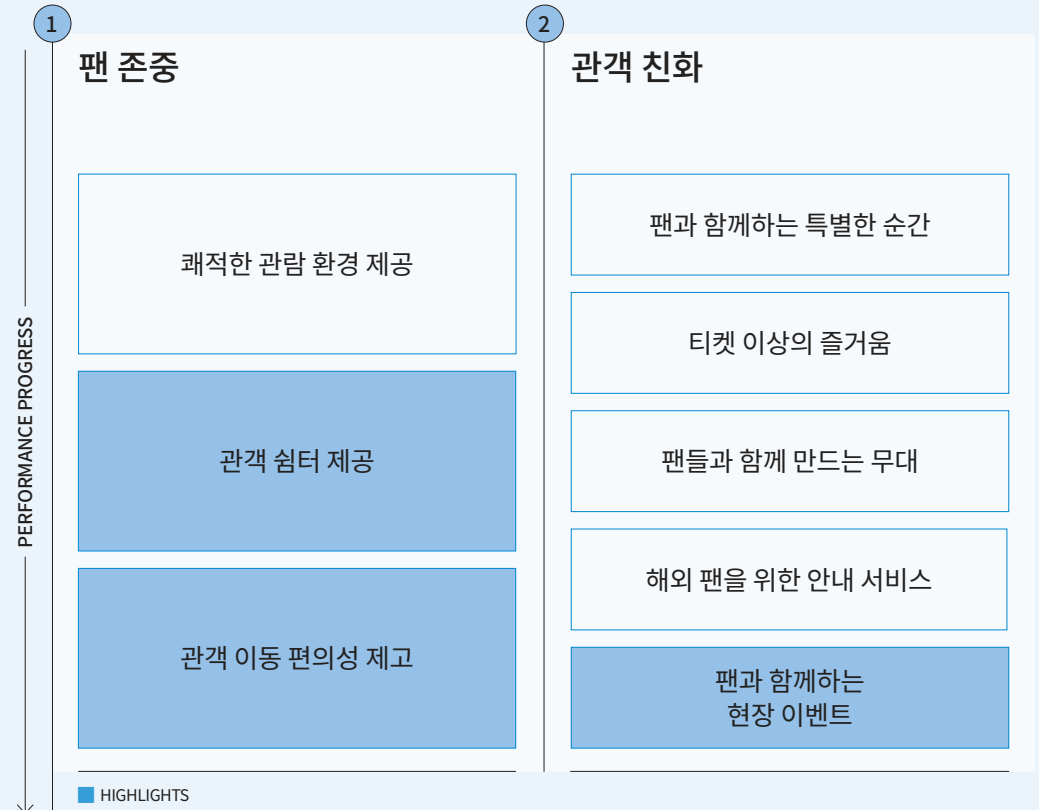 1
팬 존중
쾌적한 관람 환경 제공
관객 쉼터 제공
관객 이동 편의성 제고
2
관객 친화
팬과 함께하는 특별한 순간
티켓 이상의 즐거움
팬들과 함께 만드는 무대
해외 팬을 위한 안내 서비스
팬과 함께하는
현장 이벤트
PERFORMANCE PROGRESS
HIGHLIGHTS